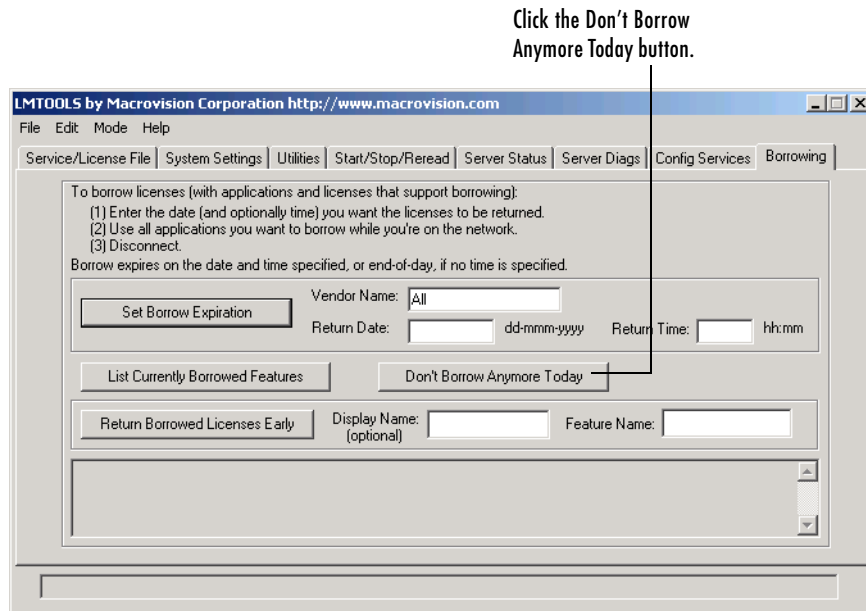 Click the Don't Borrow
Anymore Today button.
LMTOOLS by Macrovision Corporation http://www.macrovision.com
File Edit Mode Help
Service/License File System Settings Utilities Start/Stop/Reread Server Status Server Diags Config Services Borrowing
To borrow licenses (with applications and licenses that support borrowing):
(1) Enter the date (and optionally time) you want the licenses to be returned.
(2) Use all applications you want to borrow while you're on the network.
(3) Disconnect.
Borrow expires on the date and time specified, or end-of-day, if no time is specified.
Set Borrow Expiration
Vendor Name: All
Return Date: dd-mmm-yyyy Return Time: hh:mm
List Currently Borrowed Features Don't Borrow Anymore Today
Return Borrowed Licenses Early Display Name: Feature Name:
(optional)